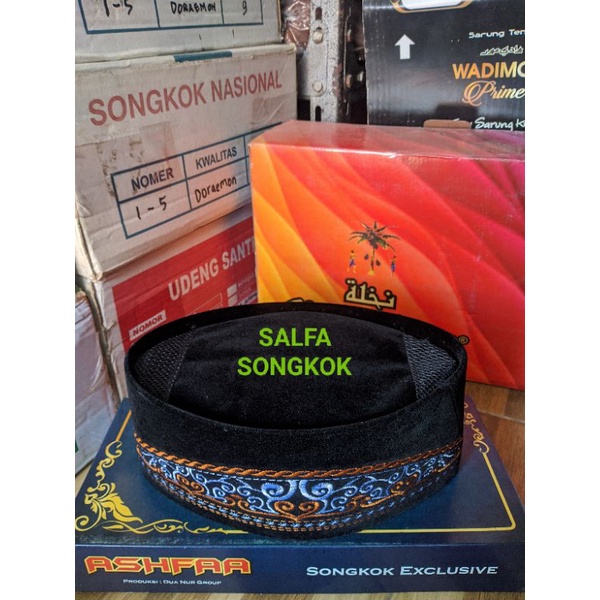 1-5
DORAEMON
9
SONGKOK NASIONAL
NOMER
KWALITAS
1-5
Doraemon
UDENG SANT
NOMOR
Sarung Ten
WADIMO
Prime
Sarung K
نخلة
SALFA
SONGKOK
ASHFAA
PRODUKSI : DUA NUR GROUP
SONGKOK EXCLUSIVE